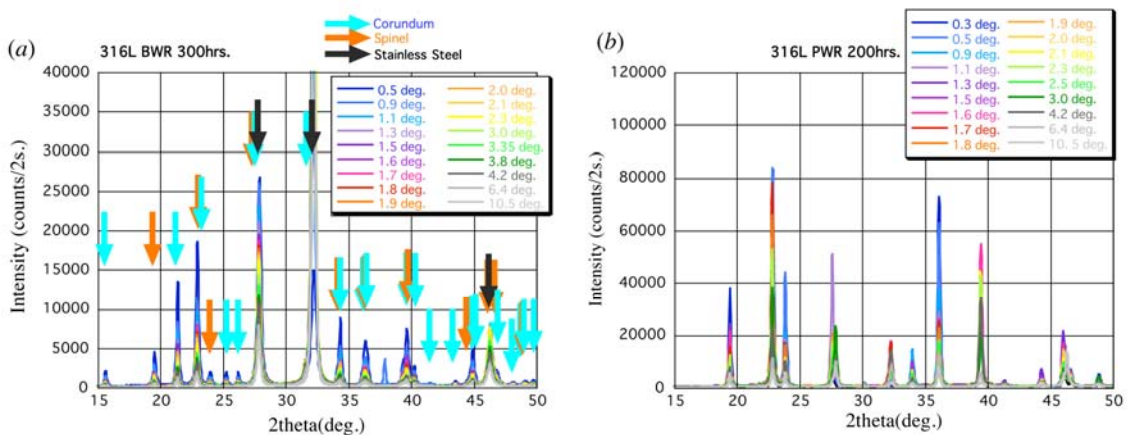 Corundum
Spinel
Stainless Steel
(a)
316L BWR 300hrs.
40000
35000
30000
25000
20000
15000
10000
5000
0
Intensity (counts/2s.)
0.5 deg.
0.9 deg.
1.1 deg.
1.3 deg.
1.5 deg.
1.6 deg.
1.7 deg.
1.8 deg.
1.9 deg.
2.0 deg.
2.1 deg.
2.3 deg.
3.0 deg.
3.35 deg.
3.8 deg.
4.2 deg.
6.4 deg.
10.5 deg.
15 20 25 30 35 40 45 50
2theta(deg.)
(b)
316L PWR 200hrs.
120000
100000
80000
60000
40000
20000
0
Intensity (counts/2s.)
0.3 deg.
0.5 deg.
0.9 deg.
1.1 deg.
1.3 deg.
1.5 deg.
1.6 deg.
1.7 deg.
1.8 deg.
1.9 deg.
2.0 deg.
2.1 deg.
2.3 deg.
2.5 deg.
3.0 deg.
4.2 deg.
6.4 deg.
10. 5 deg.
15 20 25 30 35 40 45 50
2theta(deg.)